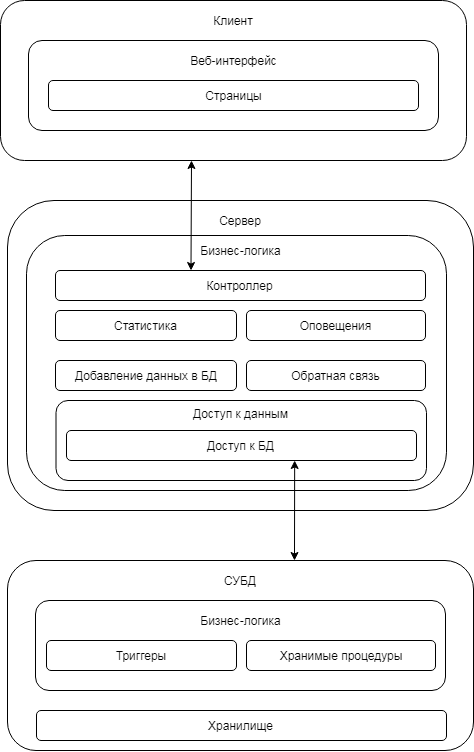 Клиент
Веб-интерфейс
Страницы
Сервер
Бизнес-логика
Контроллер
Статистика
Оповещения
Добавление данных в БД
Обратная связь
Доступ к данным
Доступ к БД
СУБД
Бизнес-логика
Триггеры
Хранимые процедуры
Хранилище